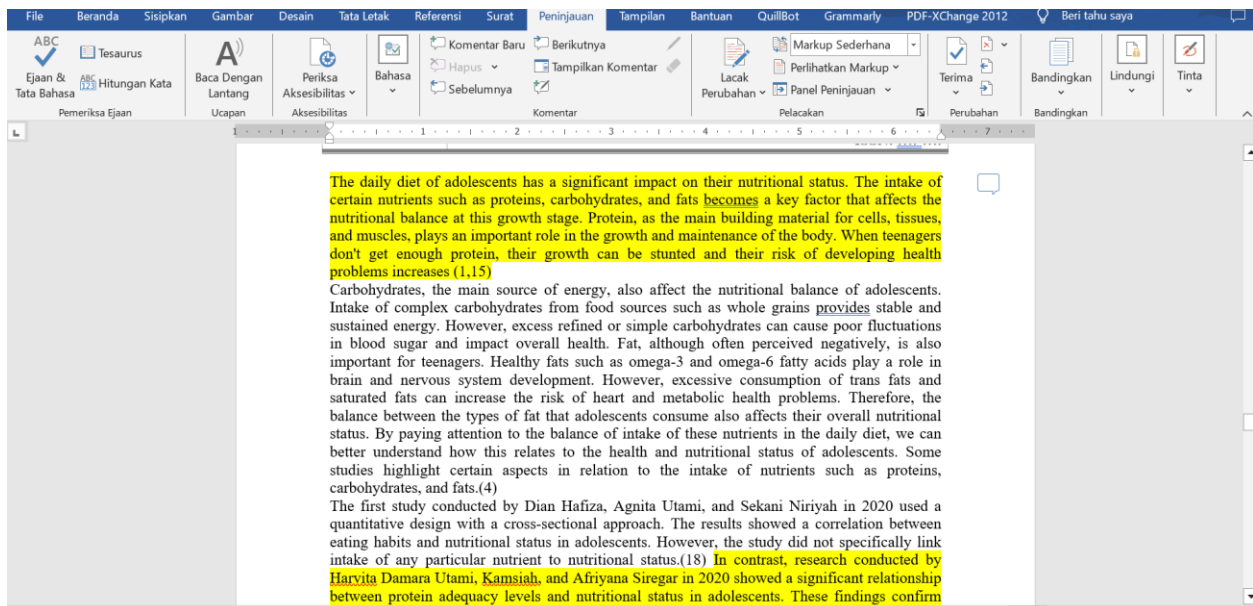 File Beranda Sisipkan Gambar Desain Tata Letak Referensi Surat Peninjauan Tampilan Bantuan QuillBot Grammarly PDF-XChange 2012 Beri tahu saya
ABC
Ejaan &
Tata Bahasa
Tesaurus
ABC
123 Hitungan Kata
Pemeriksa Ejaan
A
Baca Dengan
Lantang
Ucapan
Periksa
Aksesibilitas
Aksesibilitas
Bahasa
Komentar Baru
Hapus
Sebelumnya
Berikutnya
Tampilkan Komentar
Komentar
Lacak
Perubahan
Markup Sederhana
Perlihatkan Markup
Panel Peninjauan
Pelacakan
Terima
Perubahan
Bandingkan
Bandingkan
Lindungi
Tinta
1 1 2 3 4 5 6 7
The daily diet of adolescents has a significant impact on their nutritional status. The intake of
certain nutrients such as proteins, carbohydrates, and fats becomes a key factor that affects the
nutritional balance at this growth stage. Protein, as the main building material for cells, tissues,
and muscles, plays an important role in the growth and maintenance of the body. When teenagers
don't get enough protein, their growth can be stunted and their risk of developing health
problems increases (1,15)
Carbohydrates, the main source of energy, also affect the nutritional balance of adolescents.
Intake of complex carbohydrates from food sources such as whole grains provides stable and
sustained energy. However, excess refined or simple carbohydrates can cause poor fluctuations
in blood sugar and impact overall health. Fat, although often perceived negatively, is also
important for teenagers. Healthy fats such as omega-3 and omega-6 fatty acids play a role in
brain and nervous system development. However, excessive consumption of trans fats and
saturated fats can increase the risk of heart and metabolic health problems. Therefore, the
balance between the types of fat that adolescents consume also affects their overall nutritional
status. By paying attention to the balance of intake of these nutrients in the daily diet, we can
better understand how this relates to the health and nutritional status of adolescents. Some
studies highlight certain aspects in relation to the intake of nutrients such as proteins,
carbohydrates, and fats.(4)
The first study conducted by Dian Hafiza, Agnita Utami, and Sekani Niriyah in 2020 used a
quantitative design with a cross-sectional approach. The results showed a correlation between
eating habits and nutritional status in adolescents. However, the study did not specifically link
intake of any particular nutrient to nutritional status.(18) In contrast, research conducted by
Harvita Damara Utami, Kamsiah, and Afriyana Siregar in 2020 showed a significant relationship
between protein adequacy levels and nutritional status in adolescents. These findings confirm